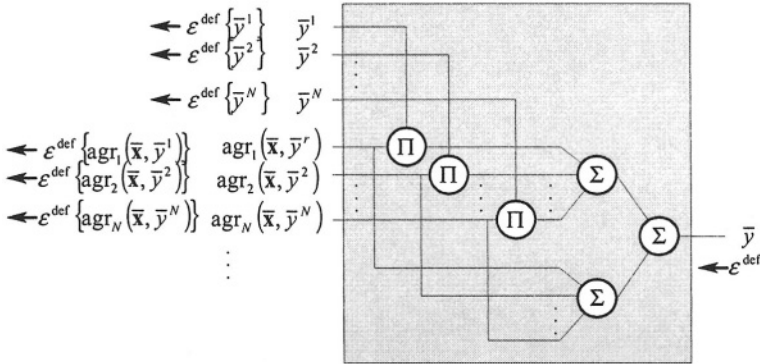 ε^def {ȳ^1} ȳ^1
ε^def {ȳ^2} ȳ^2
ε^def {ȳ^N} ȳ^N
ε^def {agr_1(x̄, ȳ^1)} agr_1(x̄, ȳ^r)
ε^def {agr_2(x̄, ȳ^2)} agr_2(x̄, ȳ^2)
ε^def {agr_N(x̄, ȳ^N)} agr_N(x̄, ȳ^N)
Π
Π
Π
Σ
Σ
Σ
ȳ
ε^def